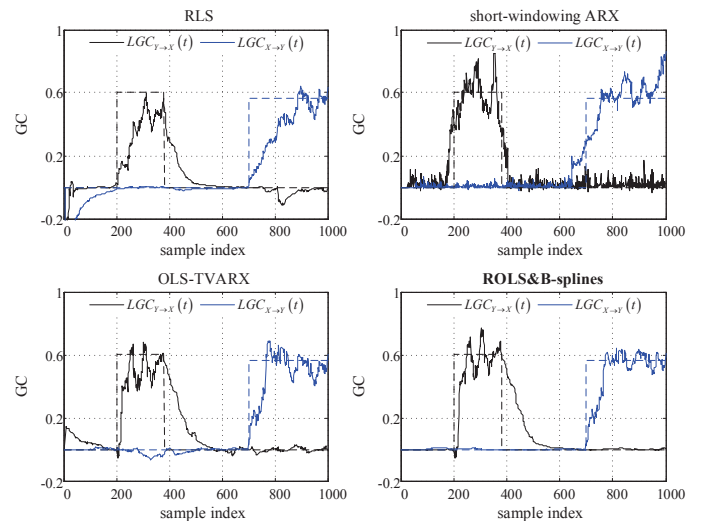 RLS
1
0.6
0.2
-0.2
GC
LGC_{Y→X}(t) LGC_{X→Y}(t)
0 200 400 600 800 1000
sample index
short-windowing ARX
1
0.6
0.2
-0.2
GC
LGC_{Y→X}(t) LGC_{X→Y}(t)
0 200 400 600 800 1000
sample index
OLS-TVARX
1
0.6
0.2
-0.2
GC
LGC_{Y→X}(t) LGC_{X→Y}(t)
0 200 400 600 800 1000
sample index
ROLS&B-splines
1
0.6
0.2
-0.2
GC
LGC_{Y→X}(t) LGC_{X→Y}(t)
0 200 400 600 800 1000
sample index